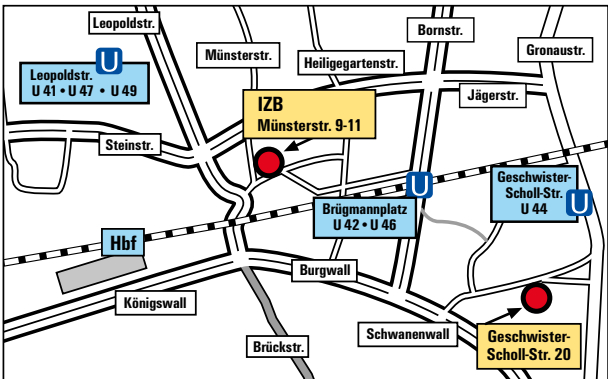 Leopoldstr.
Bornstr.
Münsterstr.
Gronaustr.
Heiligegartenstr.
U
Leopoldstr.
U 41 • U 47 • U 49
Jägerstr.
IZB
Münsterstr. 9-11
Steinstr.
U
Geschwister-
Scholl-Str.
U 44
U
Brügmannplatz
U 42 • U 46
Hbf
Burgwall
Königswall
Schwanenwall
Brückstr.
Geschwister-
Scholl-Str. 20